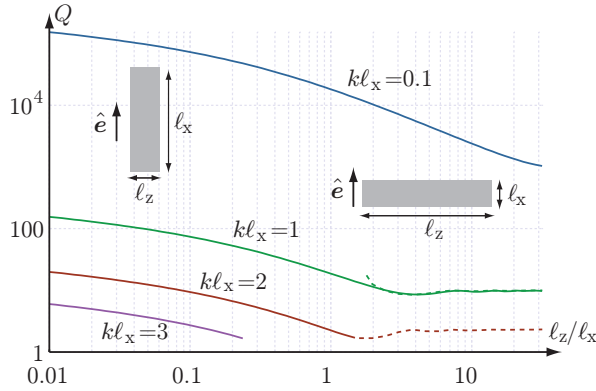 Q
kℓx=0.1
10^4
ê
ℓx
ℓz
ê
ℓx
ℓz
100
kℓx=1
kℓx=2
kℓx=3
1
ℓz/ℓx
0.01 0.1 1 10